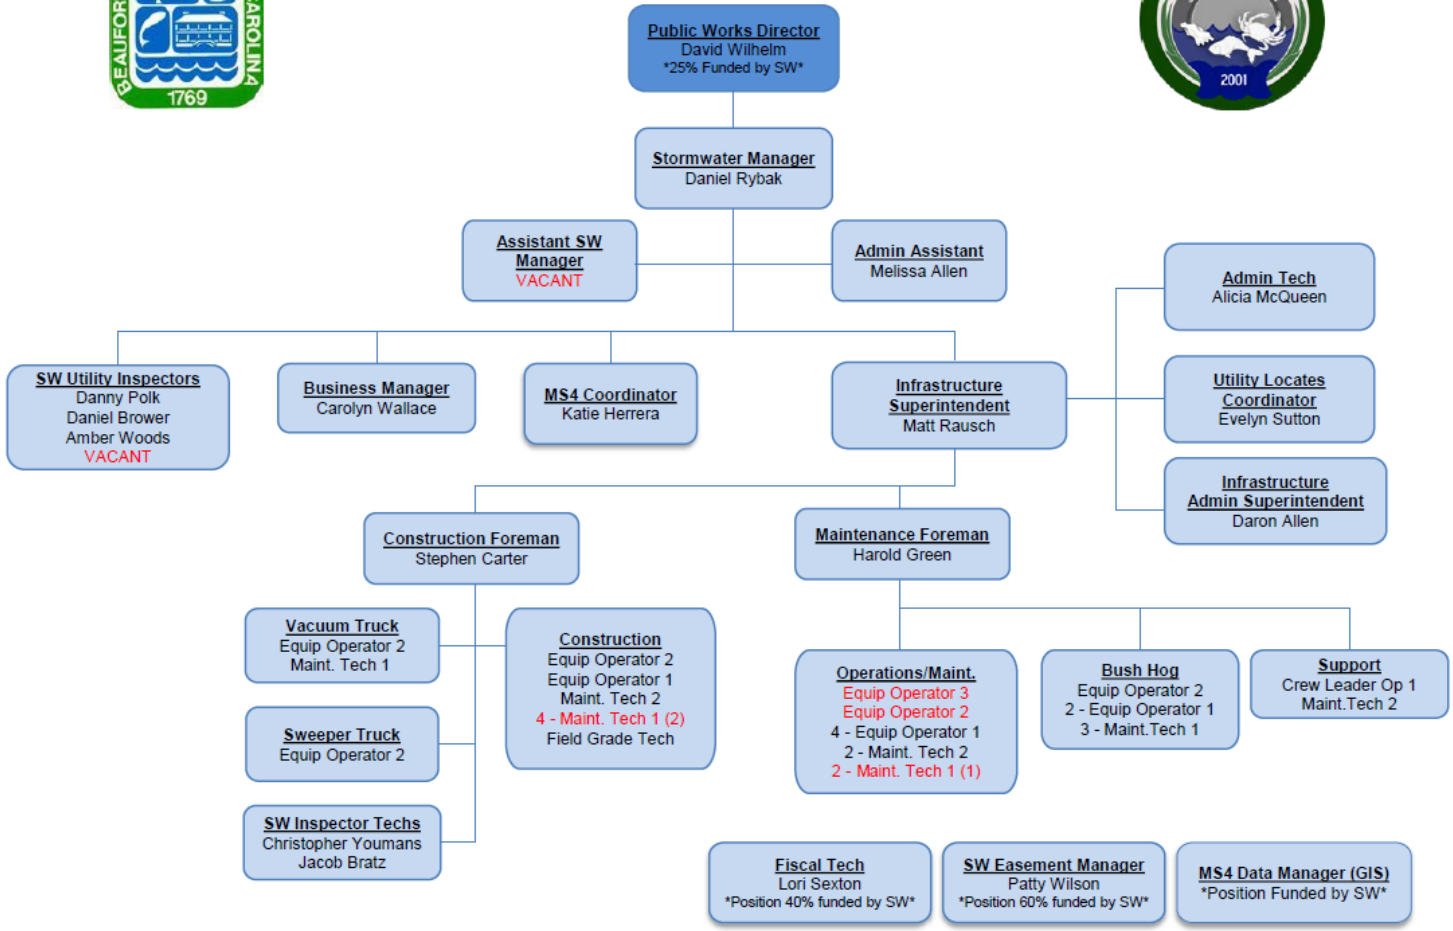 BEAUFOR
CAROLINA
1769
2001
Public Works Director
David Wilhelm
*25% Funded by SW*
Stormwater Manager
Daniel Rybak
Assistant SW
Manager
VACANT
Admin Assistant
Melissa Allen
Admin Tech
Alicia McQueen
SW Utility Inspectors
Danny Polk
Daniel Brower
Amber Woods
VACANT
Business Manager
Carolyn Wallace
MS4 Coordinator
Katie Herrera
Infrastructure
Superintendent
Matt Rausch
Utility Locates
Coordinator
Evelyn Sutton
Infrastructure
Admin Superintendent
Daron Allen
Construction Foreman
Stephen Carter
Maintenance Foreman
Harold Green
Vacuum Truck
Equip Operator 2
Maint. Tech 1
Construction
Equip Operator 2
Equip Operator 1
Maint. Tech 2
4 - Maint. Tech 1 (2)
Field Grade Tech
Sweeper Truck
Equip Operator 2
SW Inspector Techs
Christopher Youmans
Jacob Bratz
Operations/Maint.
Equip Operator 3
Equip Operator 2
4 - Equip Operator 1
2 - Maint. Tech 2
2 - Maint. Tech 1 (1)
Bush Hog
Equip Operator 2
2 - Equip Operator 1
3 - Maint.Tech 1
Support
Crew Leader Op 1
Maint.Tech 2
Fiscal Tech
Lori Sexton
*Position 40% funded by SW*
SW Easement Manager
Patty Wilson
*Position 60% funded by SW*
MS4 Data Manager (GIS)
*Position Funded by SW*